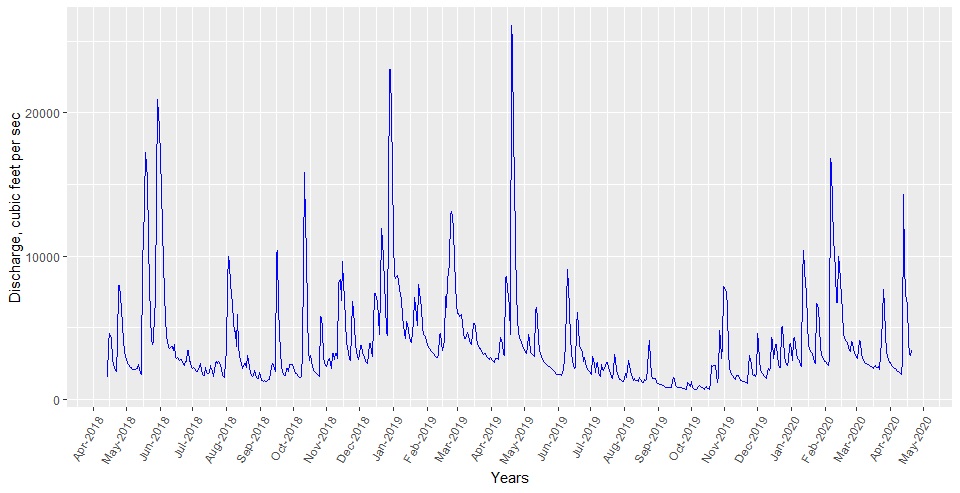 Discharge, cubic feet per sec
20000
10000
0
Apr-2018
May-2018
Jun-2018
Jul-2018
Aug-2018
Sep-2018
Oct-2018
Nov-2018
Dec-2018
Jan-2019
Feb-2019
Mar-2019
Apr-2019
May-2019
Jun-2019
Jul-2019
Aug-2019
Sep-2019
Oct-2019
Nov-2019
Dec-2019
Jan-2020
Feb-2020
Mar-2020
Apr-2020
May-2020
Years